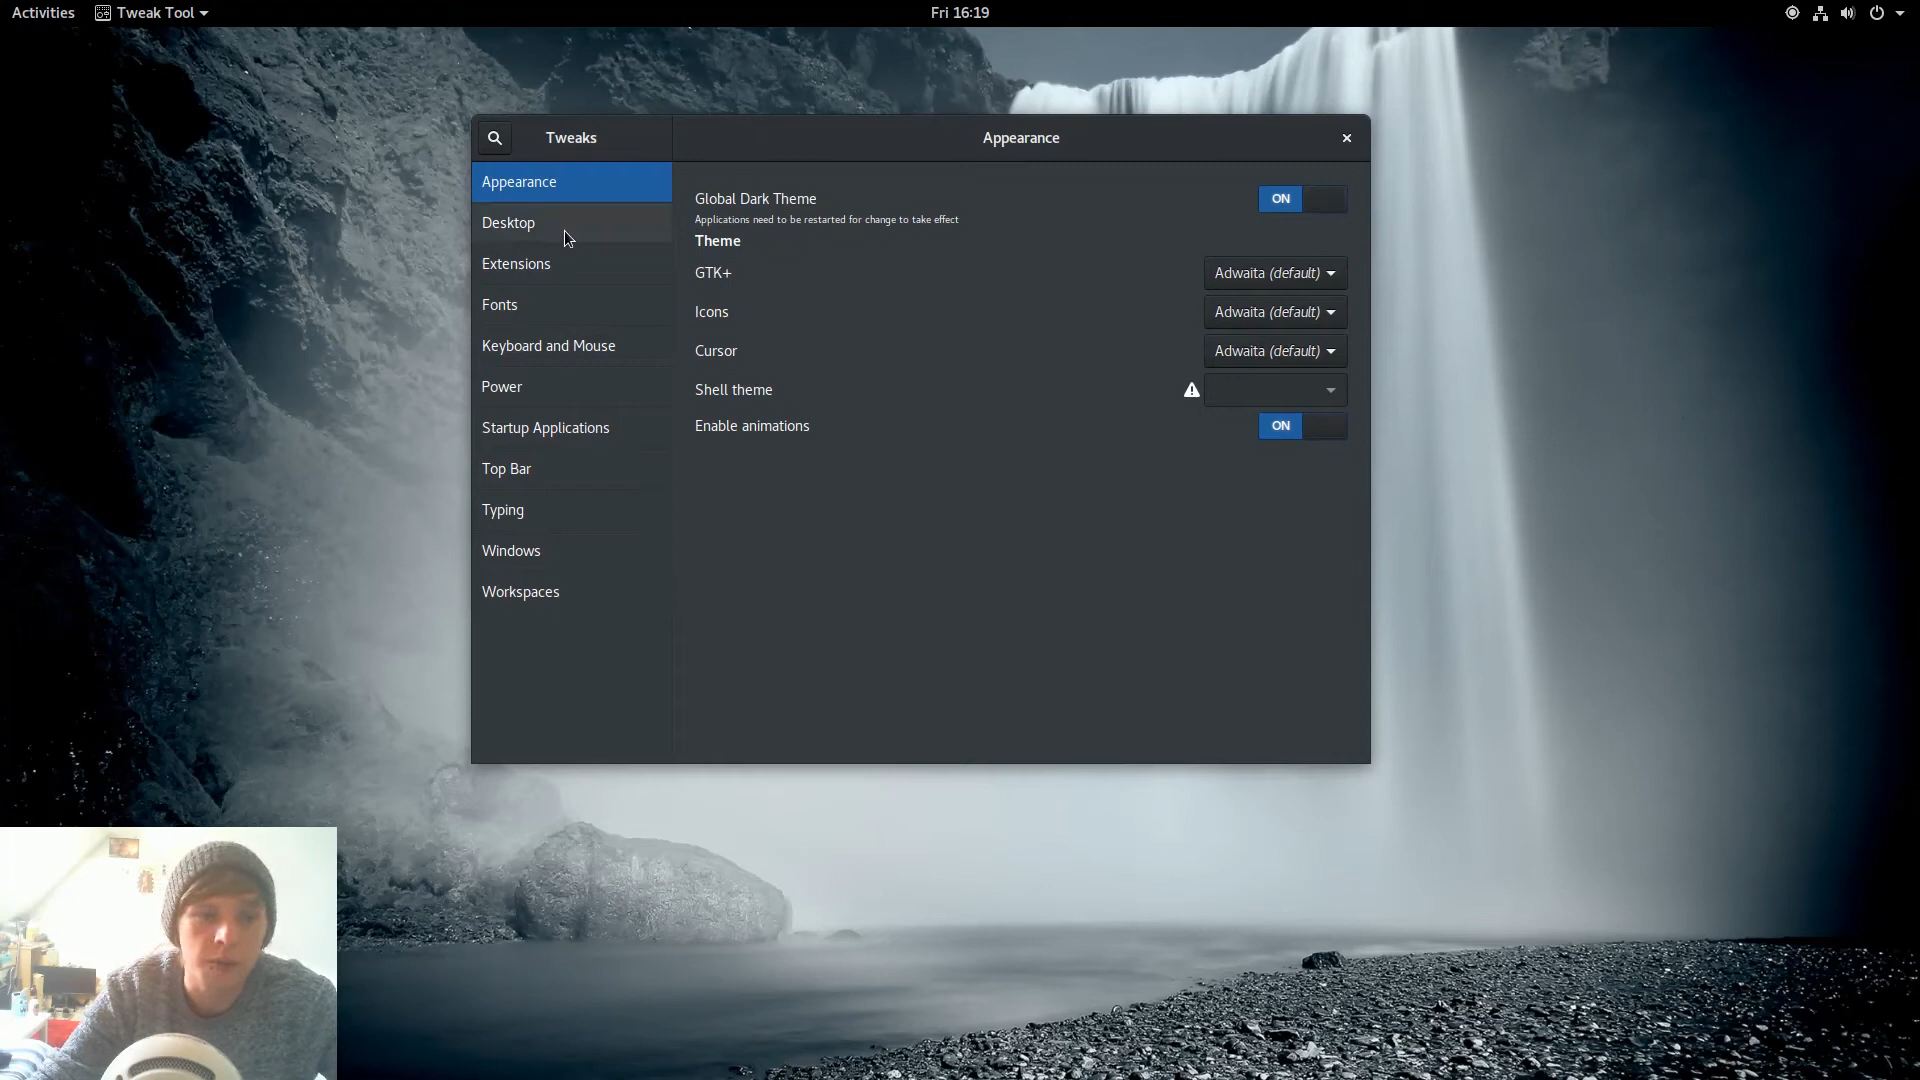 Activities
Tweak Tool
Fri 16:19
Tweaks
Appearance
Appearance
Desktop
Extensions
Fonts
Keyboard and Mouse
Power
Startup Applications
Top Bar
Typing
Windows
Workspaces
Global Dark Theme
ON
Applications need to be restarted for change to take effect
Theme
GTK+
Adwaita (default)
Icons
Adwaita (default)
Cursor
Adwaita (default)
Shell theme
Enable animations
ON